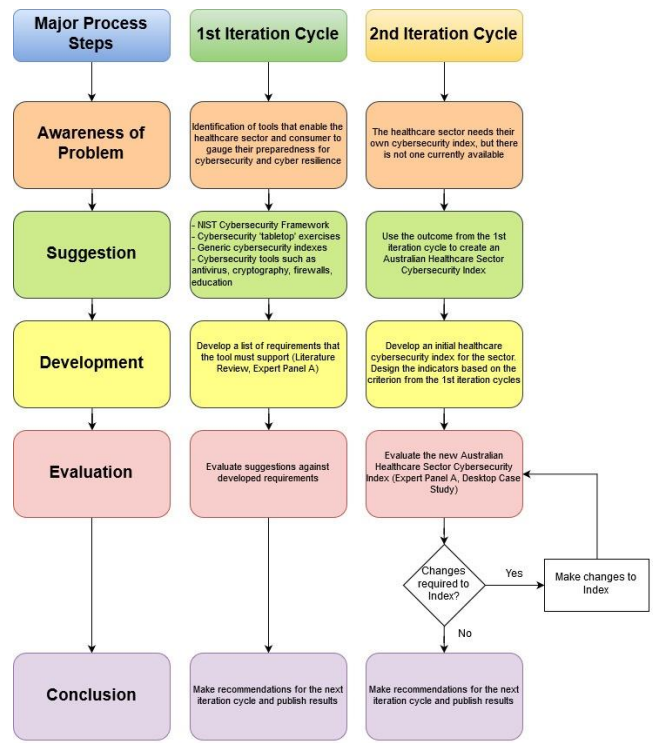 Major Process
Steps
1st Iteration Cycle
2nd Iteration Cycle
Awareness of
Problem
Identification of tools that enable the
healthcare sector and consumer to
gauge their preparedness for
cybersecurity and cyber resilience
The healthcare sector needs their
own cybersecurity index, but there
is not one currently available
Suggestion
- NIST Cybersecurity Framework
- Cybersecurity 'tabletop' exercises
- Generic cybersecurity indexes
- Cybersecurity tools such as
antivirus, cryptography, firewalls,
education
Use the outcome from the 1st
iteration cycle to create an
Australian Healthcare Sector
Cybersecurity Index
Development
Develop a list of requirements that
the tool must support (Literature
Review, Expert Panel A)
Develop an initial healthcare
cybersecurity index for the sector.
Design the indicators based on the
criterion from the 1st iteration cycles
Evaluation
Evaluate suggestions against
developed requirements
Evaluate the new Australian
Healthcare Sector Cybersecurity
Index (Expert Panel A, Desktop Case
Study)
Changes
required to
Index?
Yes
Make changes to
Index
No
Conclusion
Make recommendations for the next
iteration cycle and publish results
Make recommendations for the next
iteration cycle and publish results